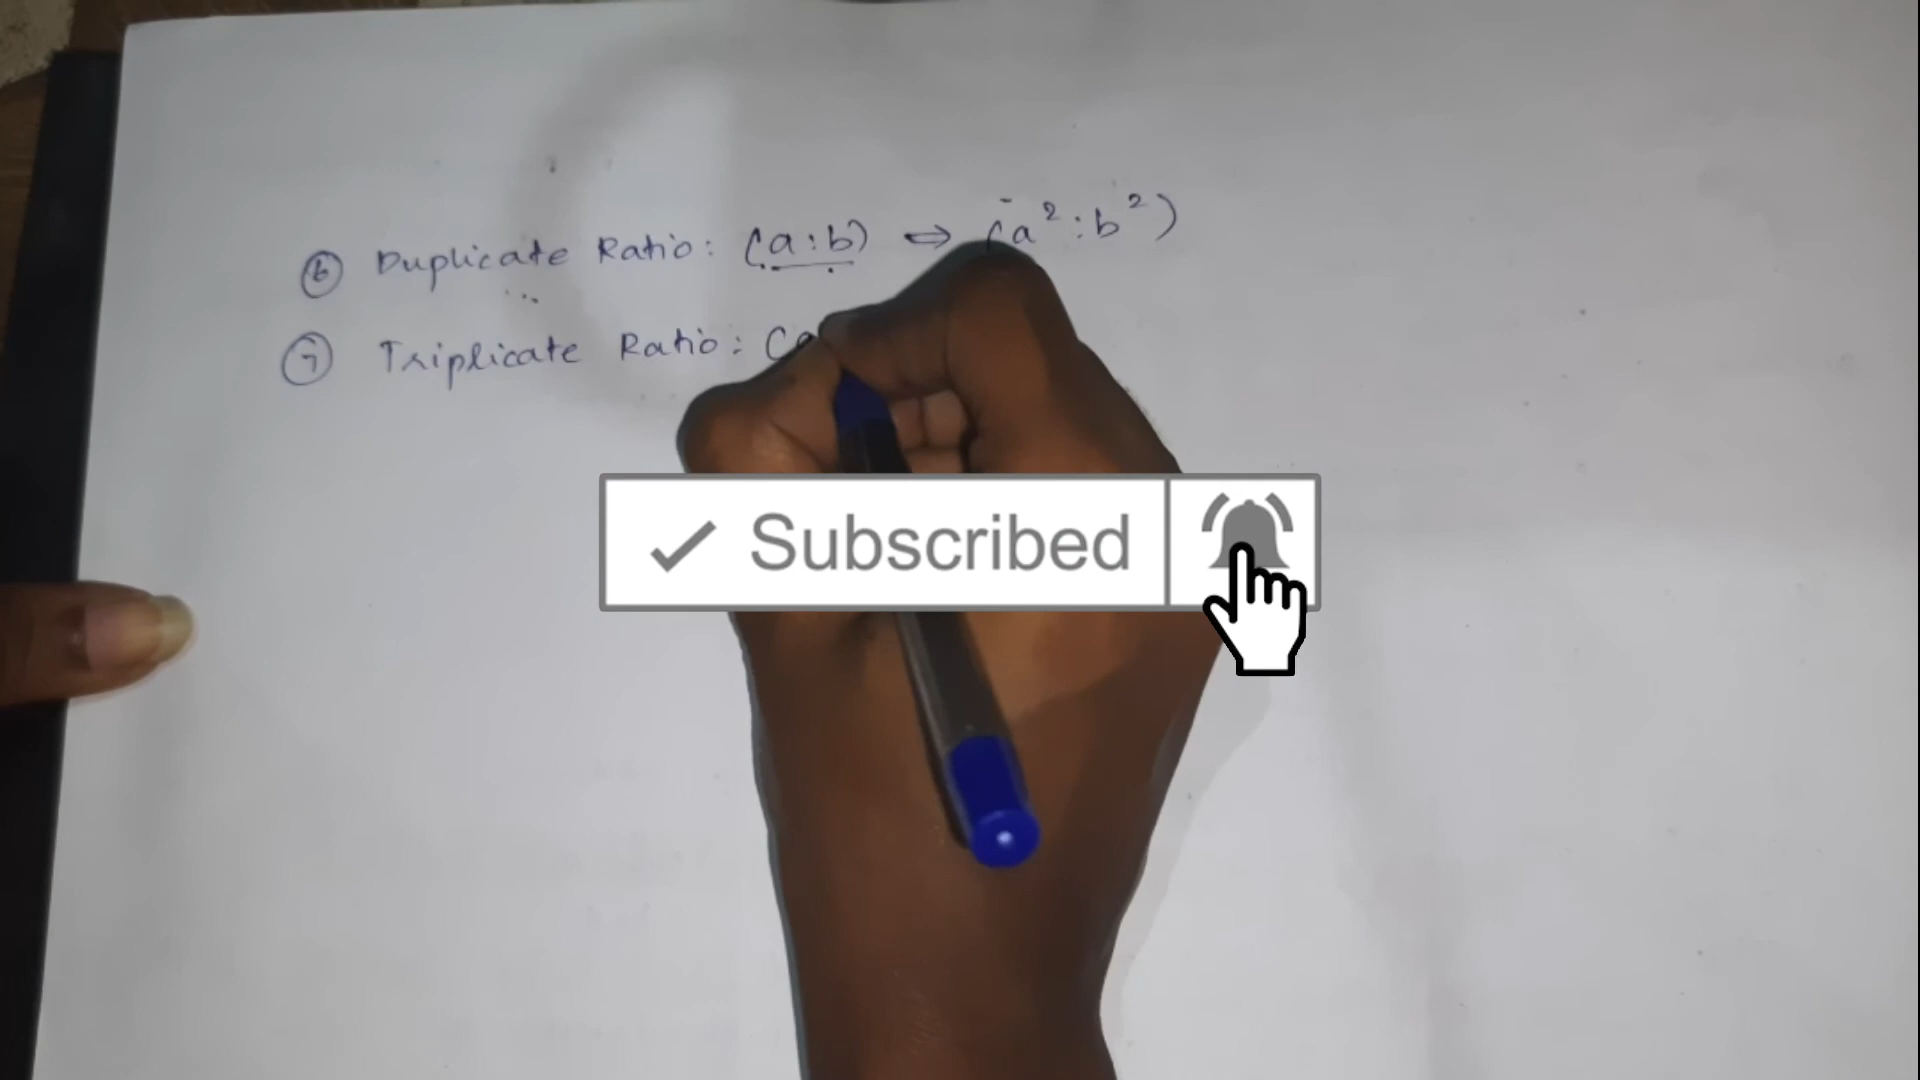 ⑥ Duplicate Ratio: (a:b) ⇔ (a²:b²)
⑦ Triplicate Ratio: (a
Subscribed